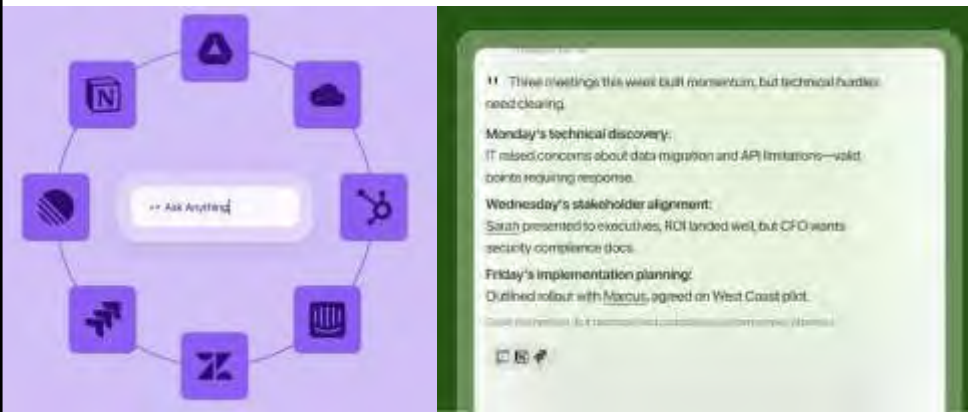 N
Ask Anything
" Three meetings this week built momentum, but technical hurdles
need clearing.
Monday's technical discovery:
IT raised concerns about data migration and API limitations—valid
points requiring response.
Wednesday's stakeholder alignment:
Sarah presented to executives, ROI landed well, but CFO wants
security compliance docs.
Friday's implementation planning:
Outlined rollout with Marcus, agreed on West Coast pilot.